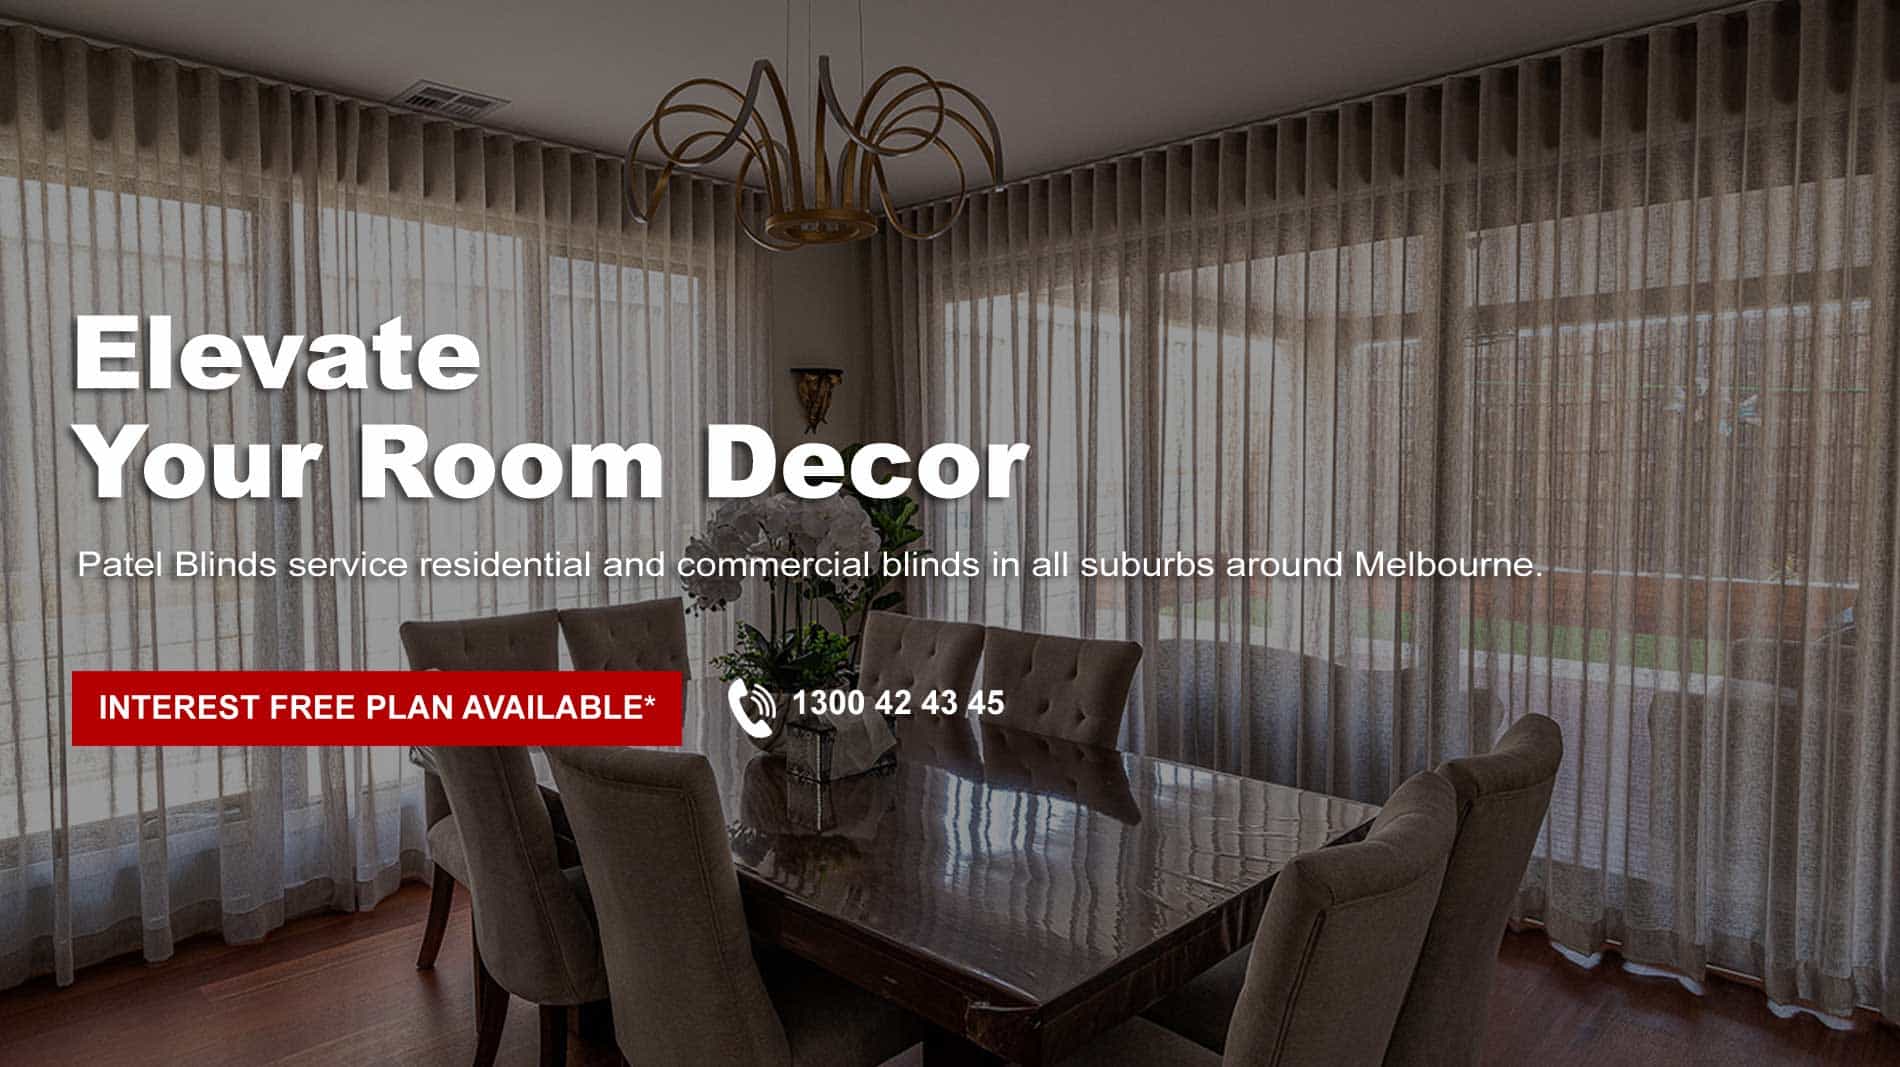 Elevate
Your Room Decor
Patel Blinds service residential and commercial blinds in all suburbs around Melbourne.
INTEREST FREE PLAN AVAILABLE*
1300 42 43 45